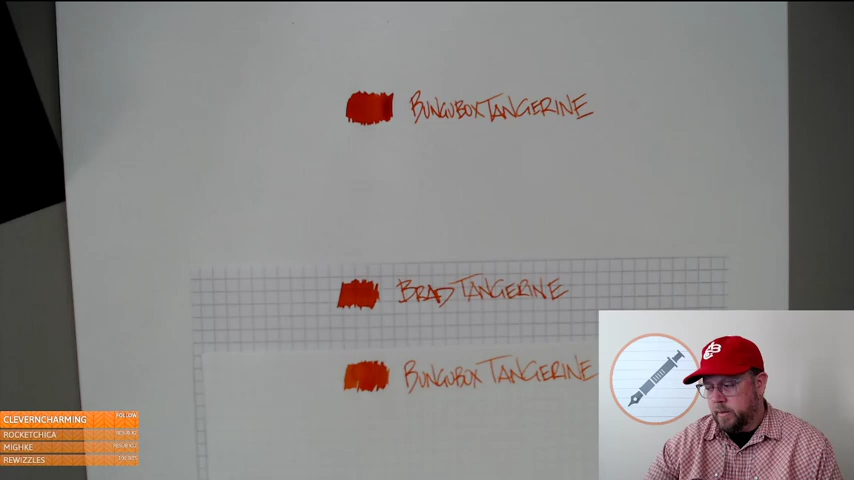 BUNGUBOX TANGERINE
BRAD TANGERINE
BUNGUBOX TANGERINE
CLEVERNCHARMING FOLLOW
ROCKETCHICA
MIGHKE
REWIZZLES